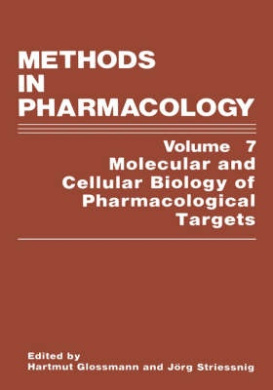 METHODS
IN
PHARMACOLOGY
Volume 7
Molecular and
Cellular Biology of
Pharmacological
Targets
Edited by
Hartmut Glossmann and Jörg Striessnig